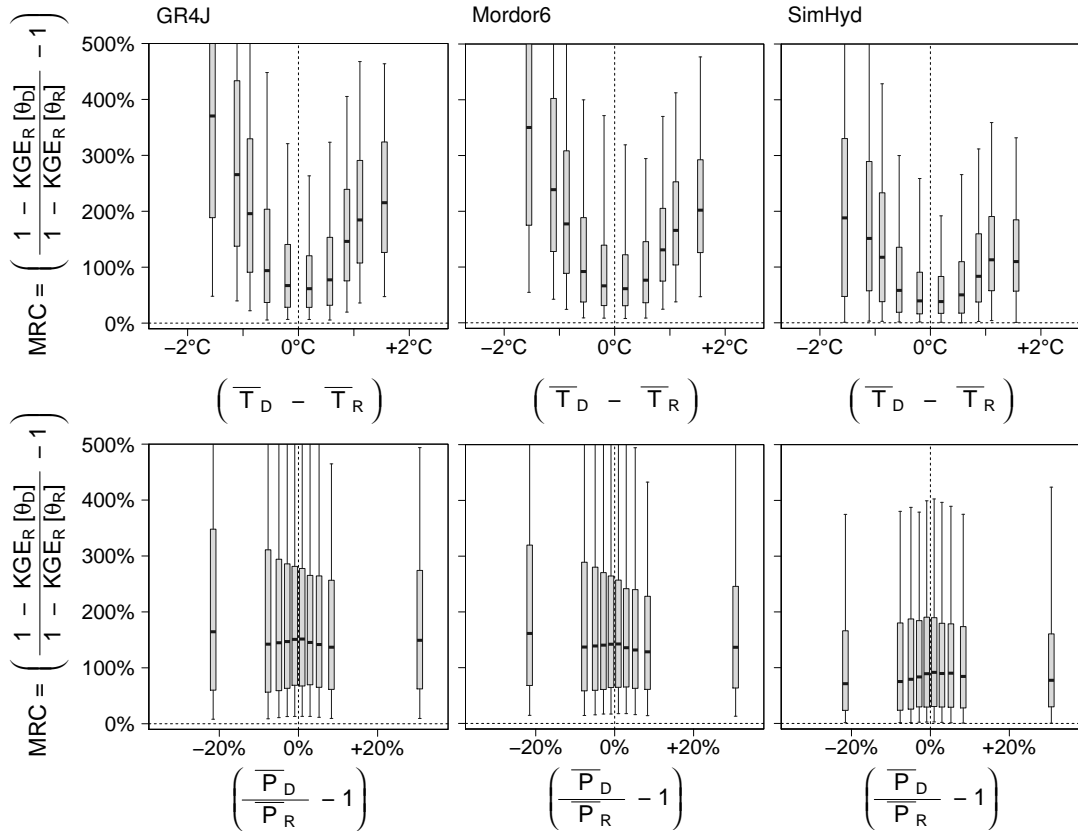 GR4J Mordor6 SimHyd
MRC = ( 1 − KGE_R [θ_D] / 1 − KGE_R [θ_R] − 1 )
500%
400%
300%
200%
100%
0%
−2°C 0°C +2°C −2°C 0°C +2°C −2°C 0°C +2°C
( T̅_D − T̅_R ) ( T̅_D − T̅_R ) ( T̅_D − T̅_R )
MRC = ( 1 − KGE_R [θ_D] / 1 − KGE_R [θ_R] − 1 )
500%
400%
300%
200%
100%
0%
−20% 0% +20% −20% 0% +20% −20% 0% +20%
( P̅_D / P̅_R − 1 ) ( P̅_D / P̅_R − 1 ) ( P̅_D / P̅_R − 1 )